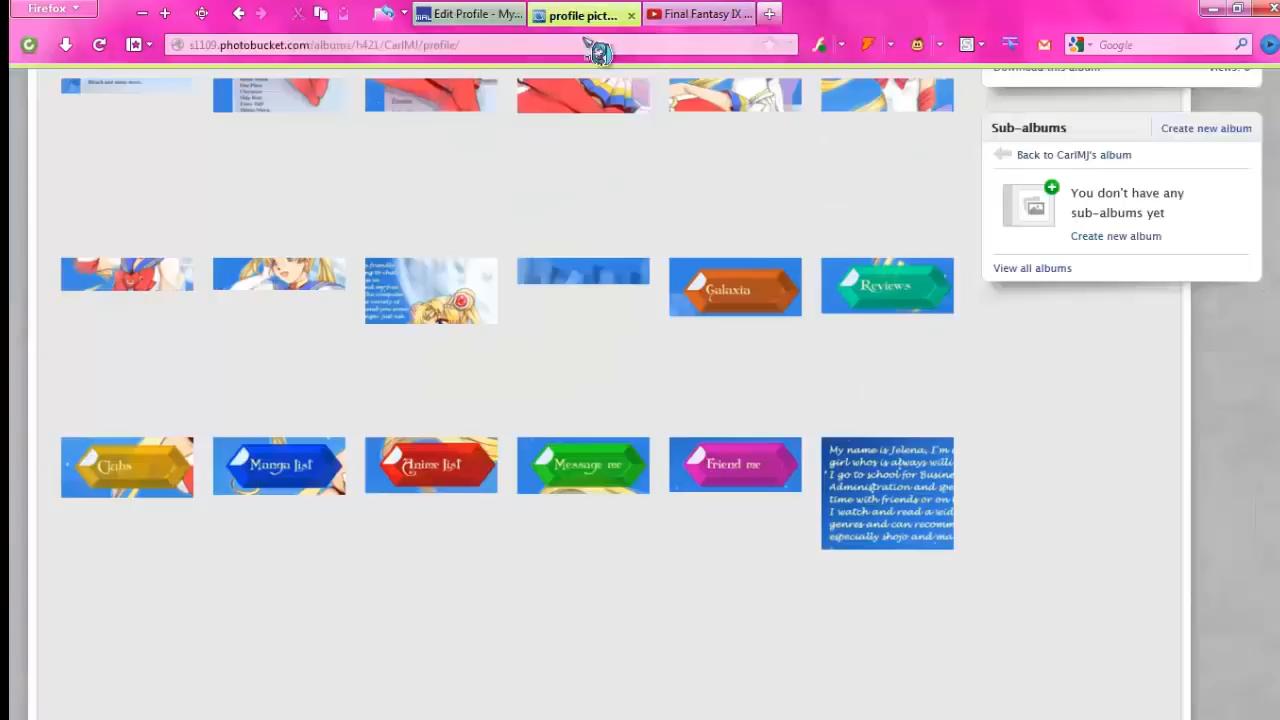 Firefox
Edit Profile - My...
profile pict...
Final Fantasy IX ...
s1109.photobucket.com/albums/h421/CarlMJ/profile/
Google
Sub-albums
Create new album
Back to CarlMJ's album
You don't have any
sub-albums yet
Create new album
View all albums
Galaxia
Reviews
Clubs
Manga list
Anime list
Message me
Friend me
My name is Jelena, I'm
girl whos is always willi
I go to school for Busine
Administration and spe
time with friends or on
I watch and read a wid
genres and can recomm
especially shojo and ma